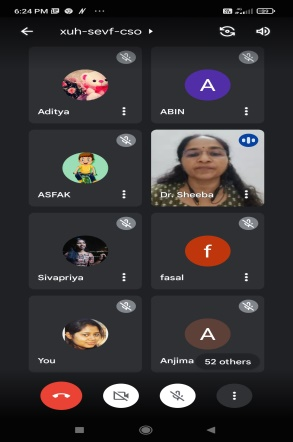 6:24 PM
xuh-sevf-cso
Aditya
A
ABIN
ASFAK
Dr. Sheeba
Sivapriya
f
fasal
You
A
Anjima
52 others